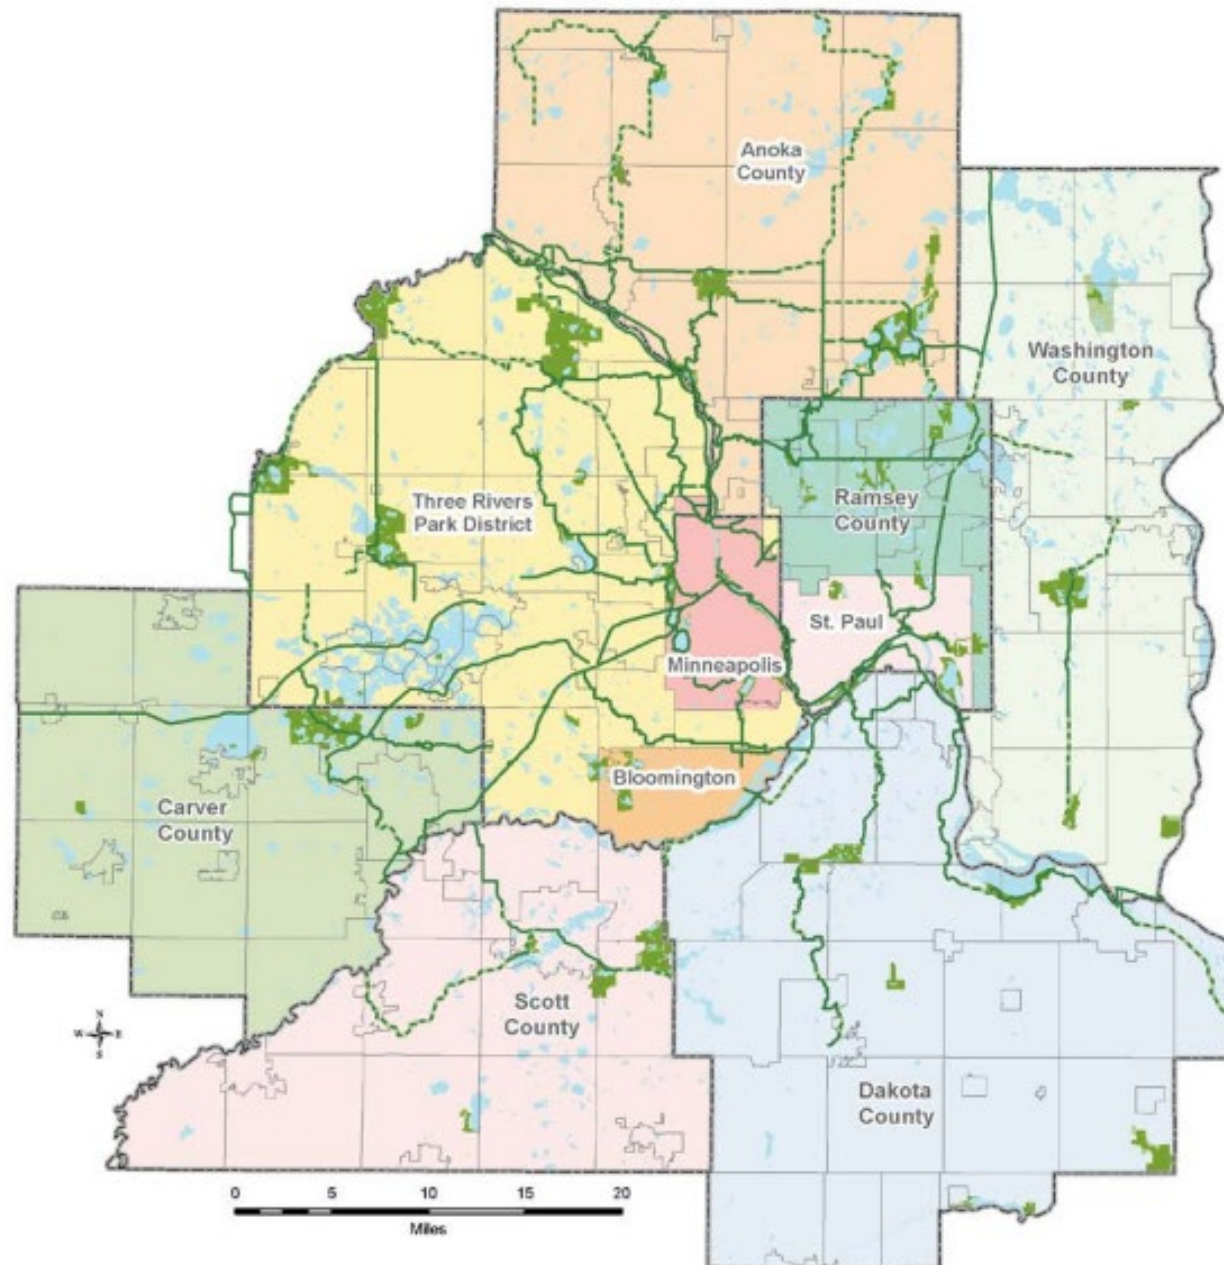 Anoka
County
Washington
County
Three Rivers
Park District
Ramsey
County
St. Paul
Minneapolis
Bloomington
Carver
County
Scott
County
N
W E
S
Dakota
County
0 5 10 15 20
Miles